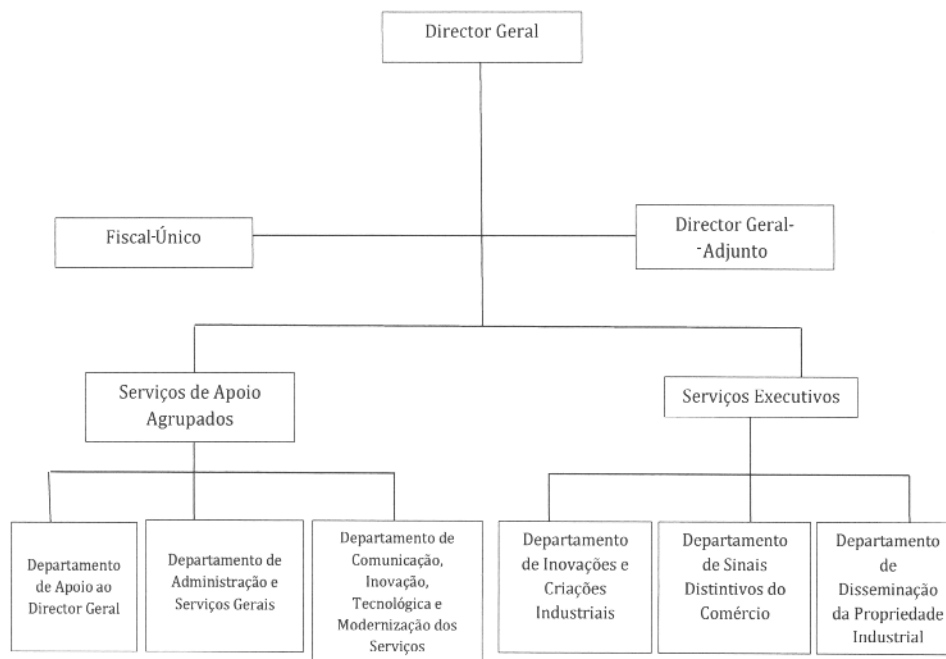 Director Geral
Fiscal-Único
Director Geral-
-Adjunto
Serviços de Apoio
Agrupados
Serviços Executivos
Departamento
de Apoio ao
Director Geral
Departamento de
Administração e
Serviços Gerais
Departamento de
Comunicação,
Inovação,
Tecnológica e
Modernização dos
Serviços
Departamento
de Inovações e
Criações
Industriais
Departamento
de Sinais
Distintivos do
Comércio
Departamento
de
Disseminação
da Propriedade
Industrial